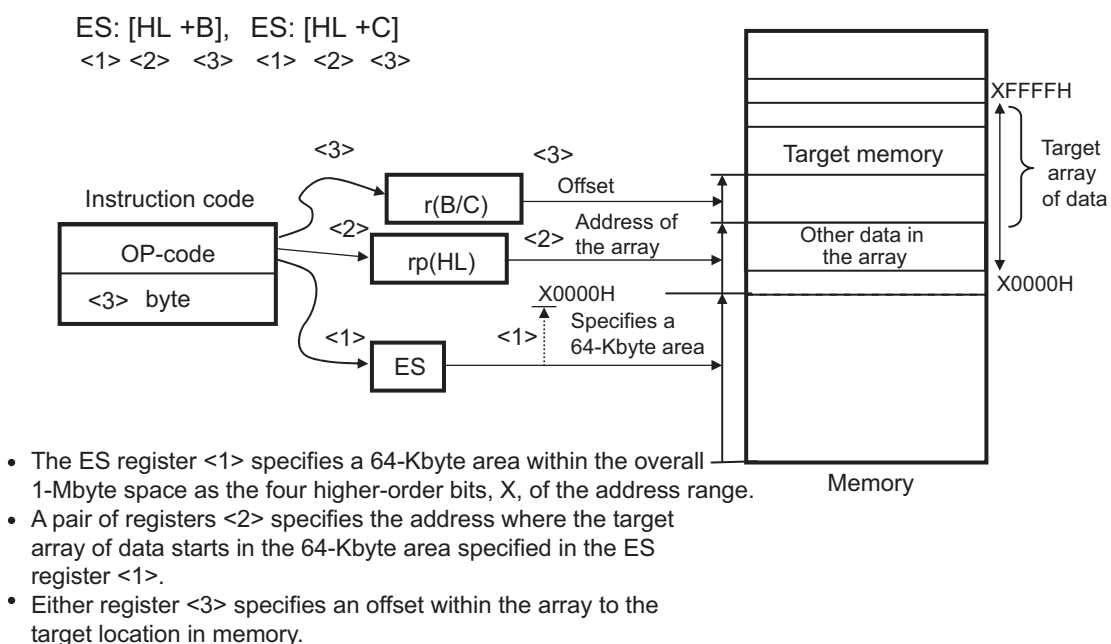 ES: [HL +B], ES: [HL +C]
<1> <2> <3> <1> <2> <3>
XFFFFH
Target memory
Target
array
of data
<3>
<3>
Instruction code
r(B/C)
Offset
OP-code
<2>
rp(HL)
<2>
Address of
the array
Other data in
the array
<3> byte
X0000H
X0000H
<1>
<1>
Specifies a
64-Kbyte area
ES
Memory
• The ES register <1> specifies a 64-Kbyte area within the overall
1-Mbyte space as the four higher-order bits, X, of the address range.
• A pair of registers <2> specifies the address where the target
array of data starts in the 64-Kbyte area specified in the ES
register <1>.
• Either register <3> specifies an offset within the array to the
target location in memory.